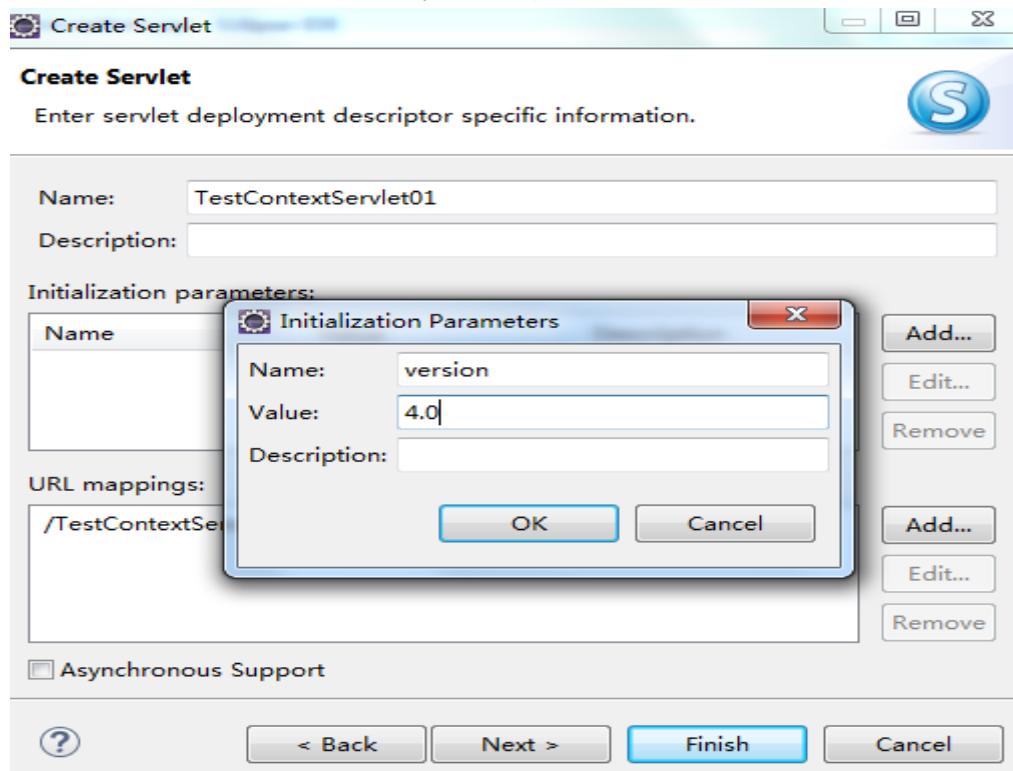 Create Servlet
Create Servlet
Enter servlet deployment descriptor specific information.
S
Name: TestContextServlet01
Description:
Initialization parameters:
Name
Add...
Edit...
Remove
Initialization Parameters
Name: version
Value: 4.0
Description:
OK Cancel
URL mappings:
/TestContextSer
Add...
Edit...
Remove
Asynchronous Support
? < Back Next > Finish Cancel